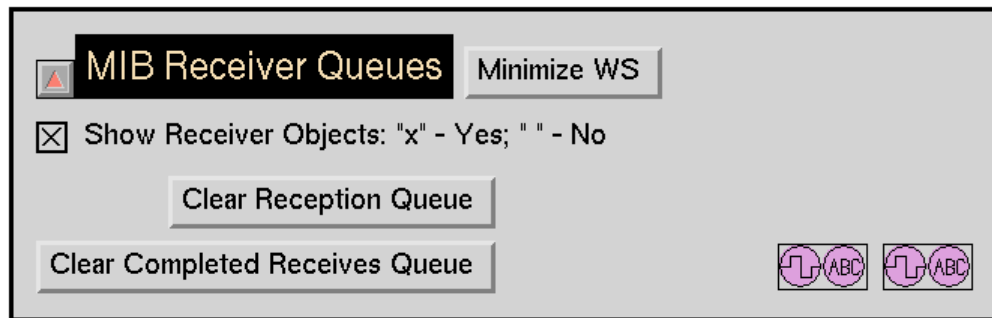 MIB Receiver Queues Minimize WS
Show Receiver Objects: "x" - Yes; " " - No
Clear Reception Queue
Clear Completed Receives Queue
ABC ABC